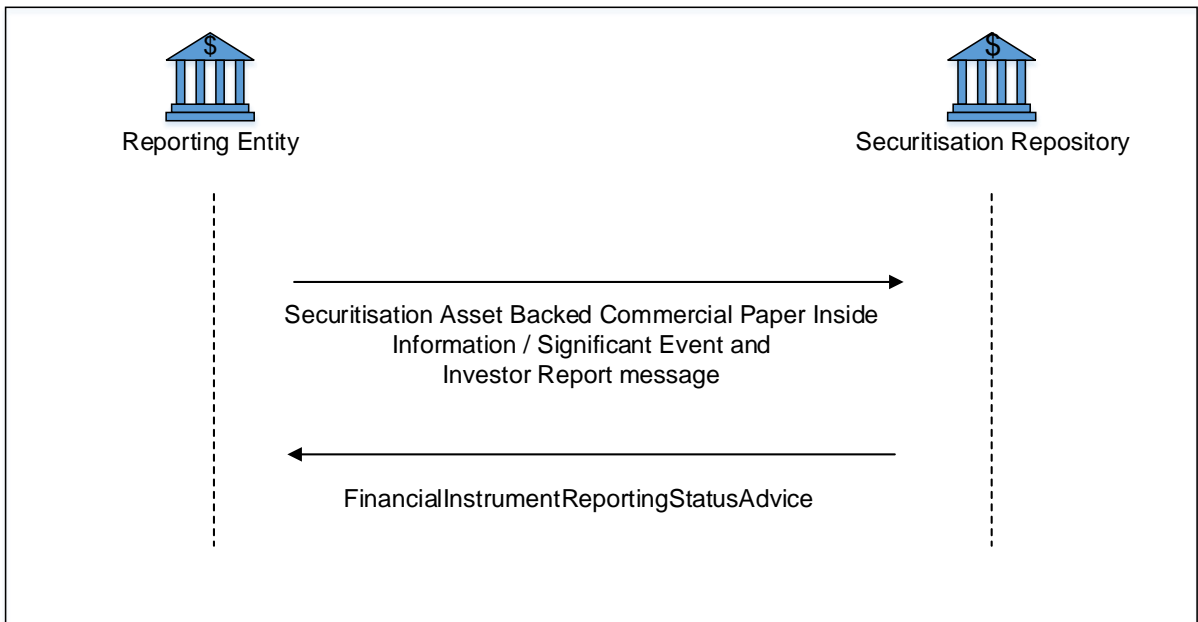 $
$
Reporting Entity
Securitisation Repository
Securitisation Asset Backed Commercial Paper Inside
Information / Significant Event and
Investor Report message
FinancialInstrumentReportingStatusAdvice